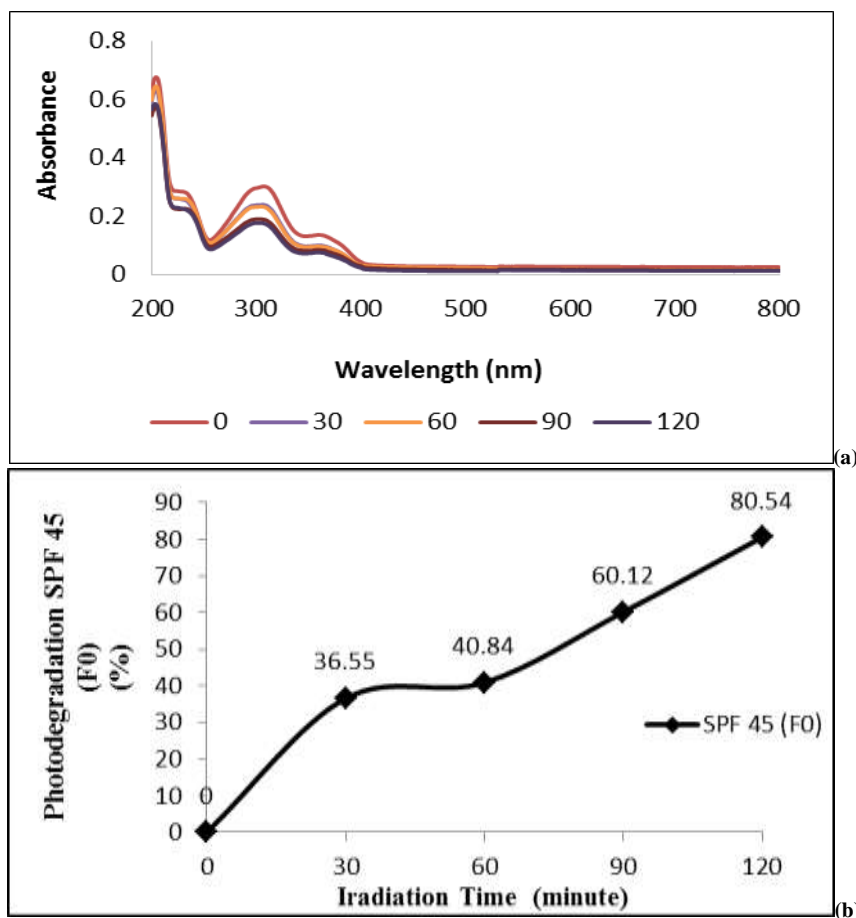 0.8
0.6
0.4
0.2
0
Absorbance
200 300 400 500 600 700 800
Wavelength (nm)
0 30 60 90 120
(a)
90
80
70
60
50
40
30
20
10
0
Photodegradation SPF 45
(F0)
(%)
0
36.55
40.84
60.12
80.54
SPF 45 (F0)
0 30 60 90 120
Iradiation Time (minute)
(b)